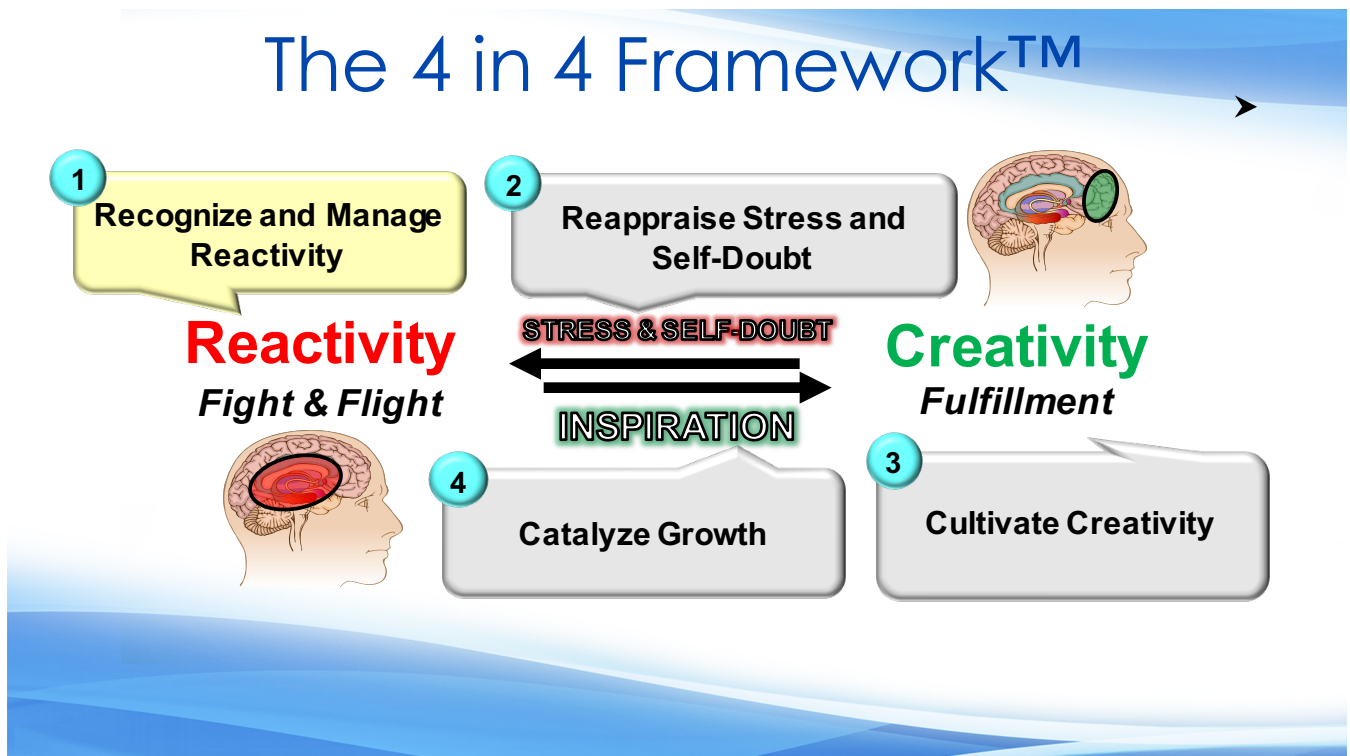 The 4 in 4 Framework™
1
Recognize and Manage
Reactivity
2
Reappraise Stress and
Self-Doubt
Reactivity
Fight & Flight
STRESS & SELF-DOUBT
INSPIRATION
Creativity
Fulfillment
4
Catalyze Growth
3
Cultivate Creativity